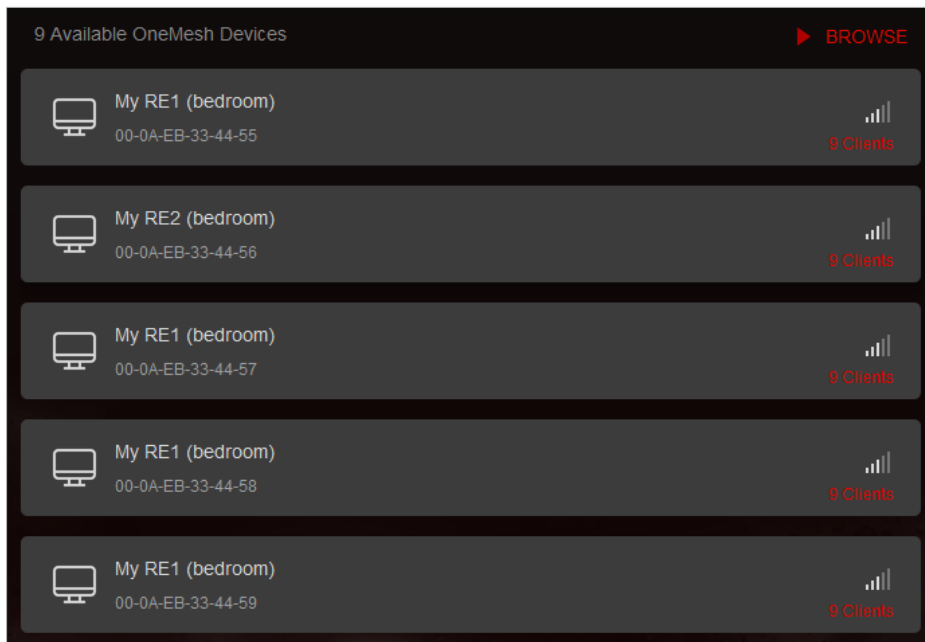 9 Available OneMesh Devices
BROWSE
My RE1 (bedroom)
00-0A-EB-33-44-55
9 Clients
My RE2 (bedroom)
00-0A-EB-33-44-56
9 Clients
My RE1 (bedroom)
00-0A-EB-33-44-57
9 Clients
My RE1 (bedroom)
00-0A-EB-33-44-58
9 Clients
My RE1 (bedroom)
00-0A-EB-33-44-59
9 Clients